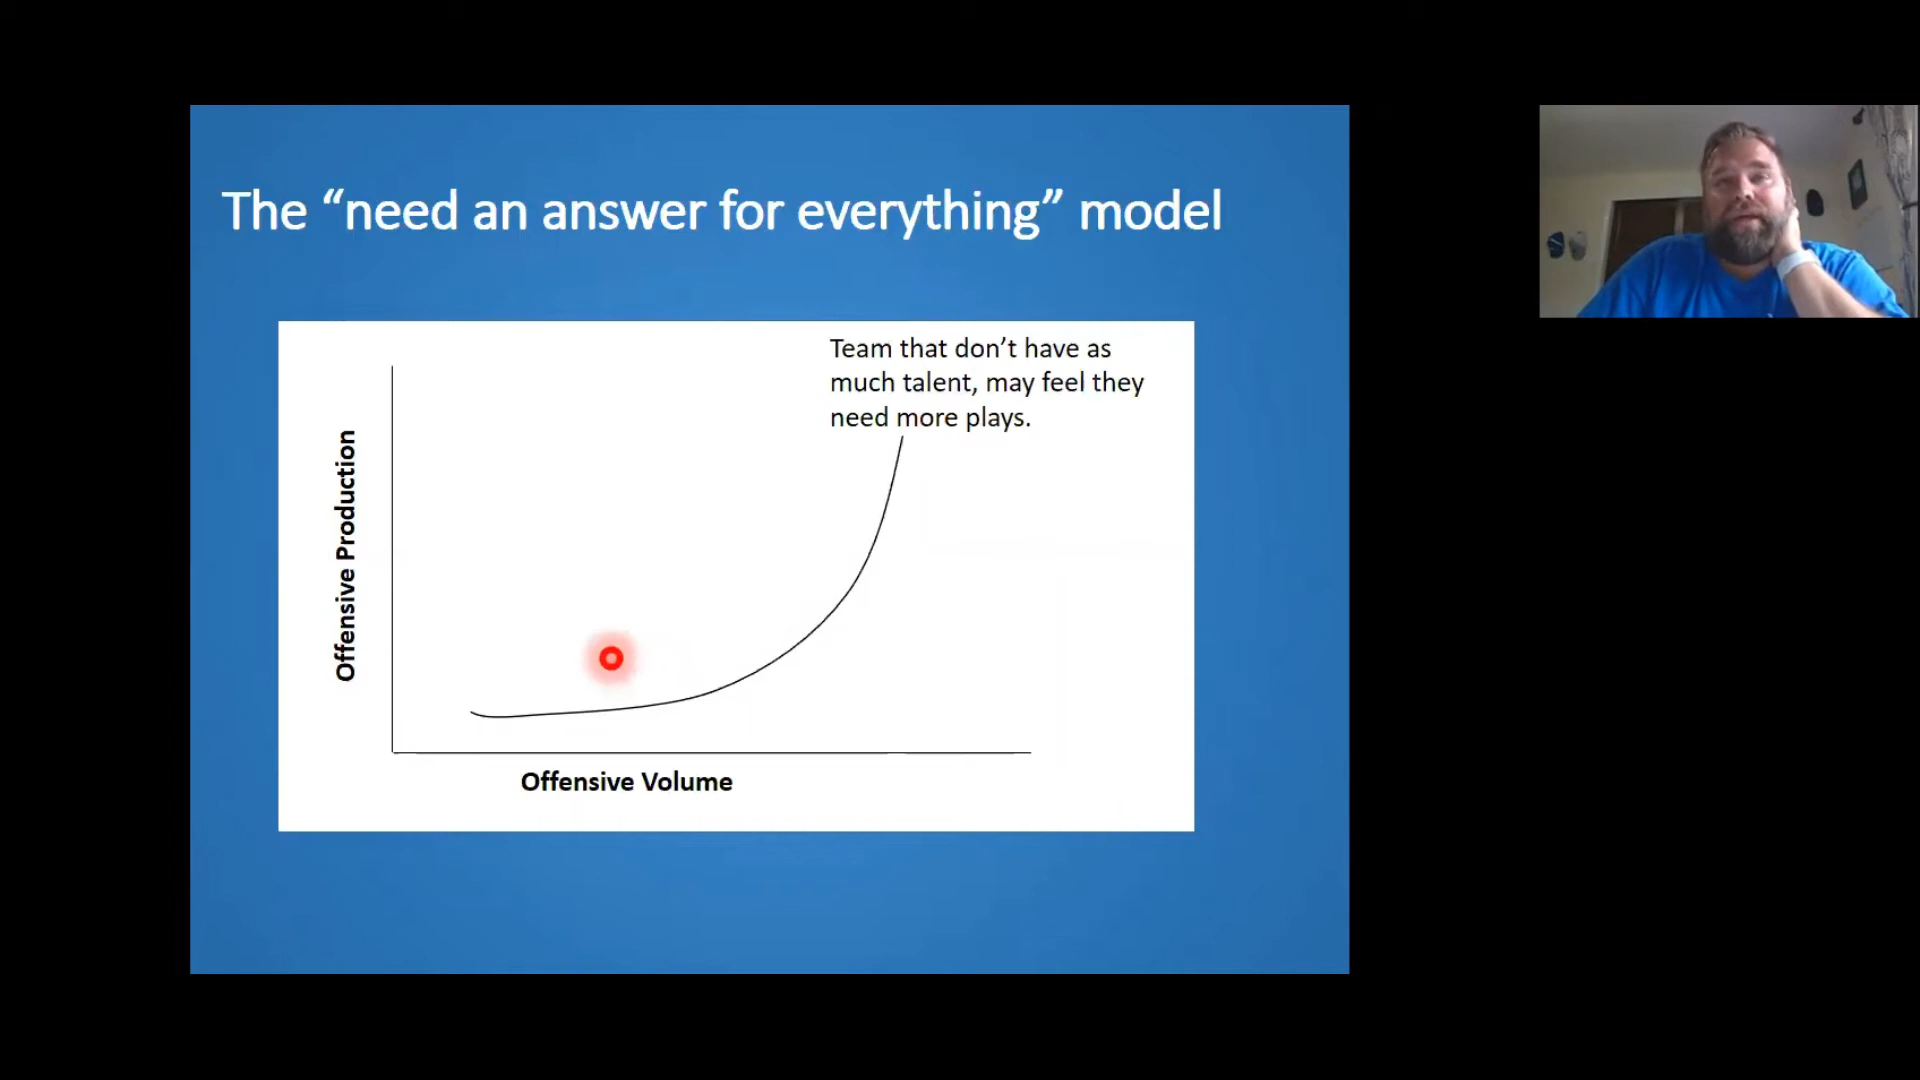 The “need an answer for everything” model
Team that don’t have as
much talent, may feel they
need more plays.
Offensive Production
Offensive Volume